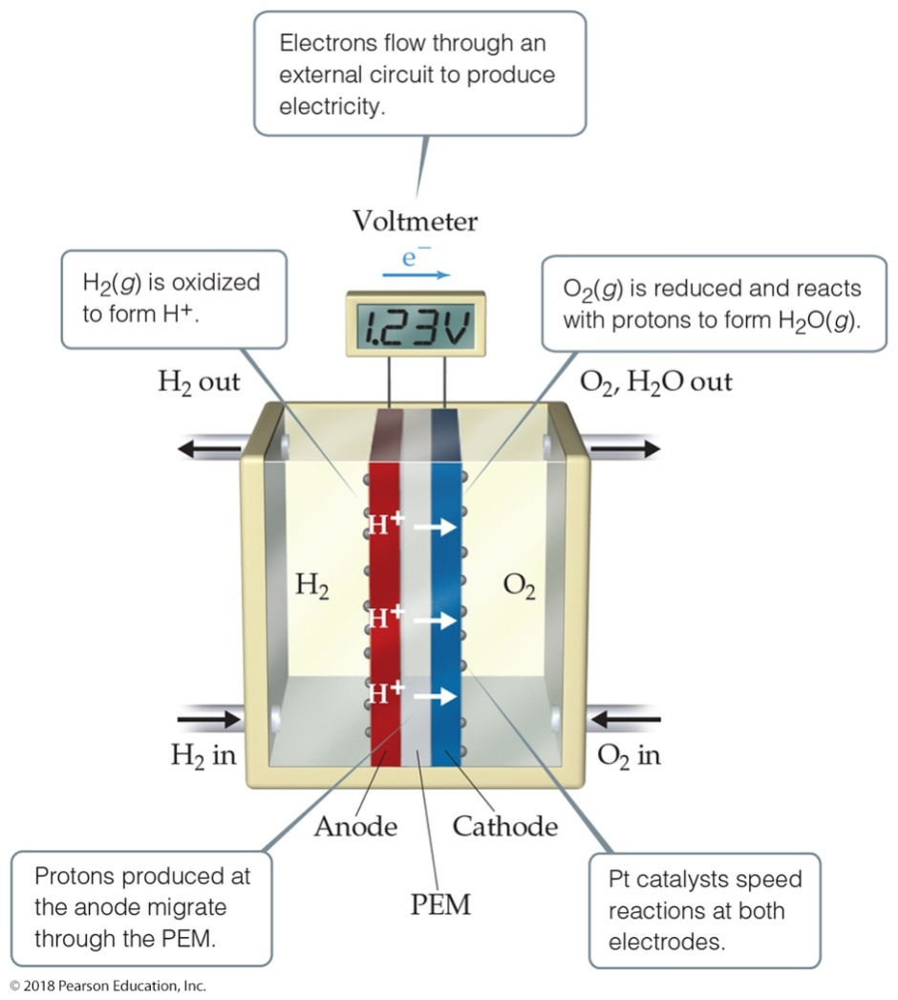 Electrons flow through an
external circuit to produce
electricity.
Voltmeter
e⁻
1.23V
H₂(g) is oxidized
to form H+.
O₂(g) is reduced and reacts
with protons to form H₂O(g).
H₂ out
O₂, H₂O out
H⁺
H₂
O₂
H⁺
H⁺
H₂ in
O₂ in
Anode
Cathode
PEM
Protons produced at
the anode migrate
through the PEM.
Pt catalysts speed
reactions at both
electrodes.
© 2018 Pearson Education, Inc.